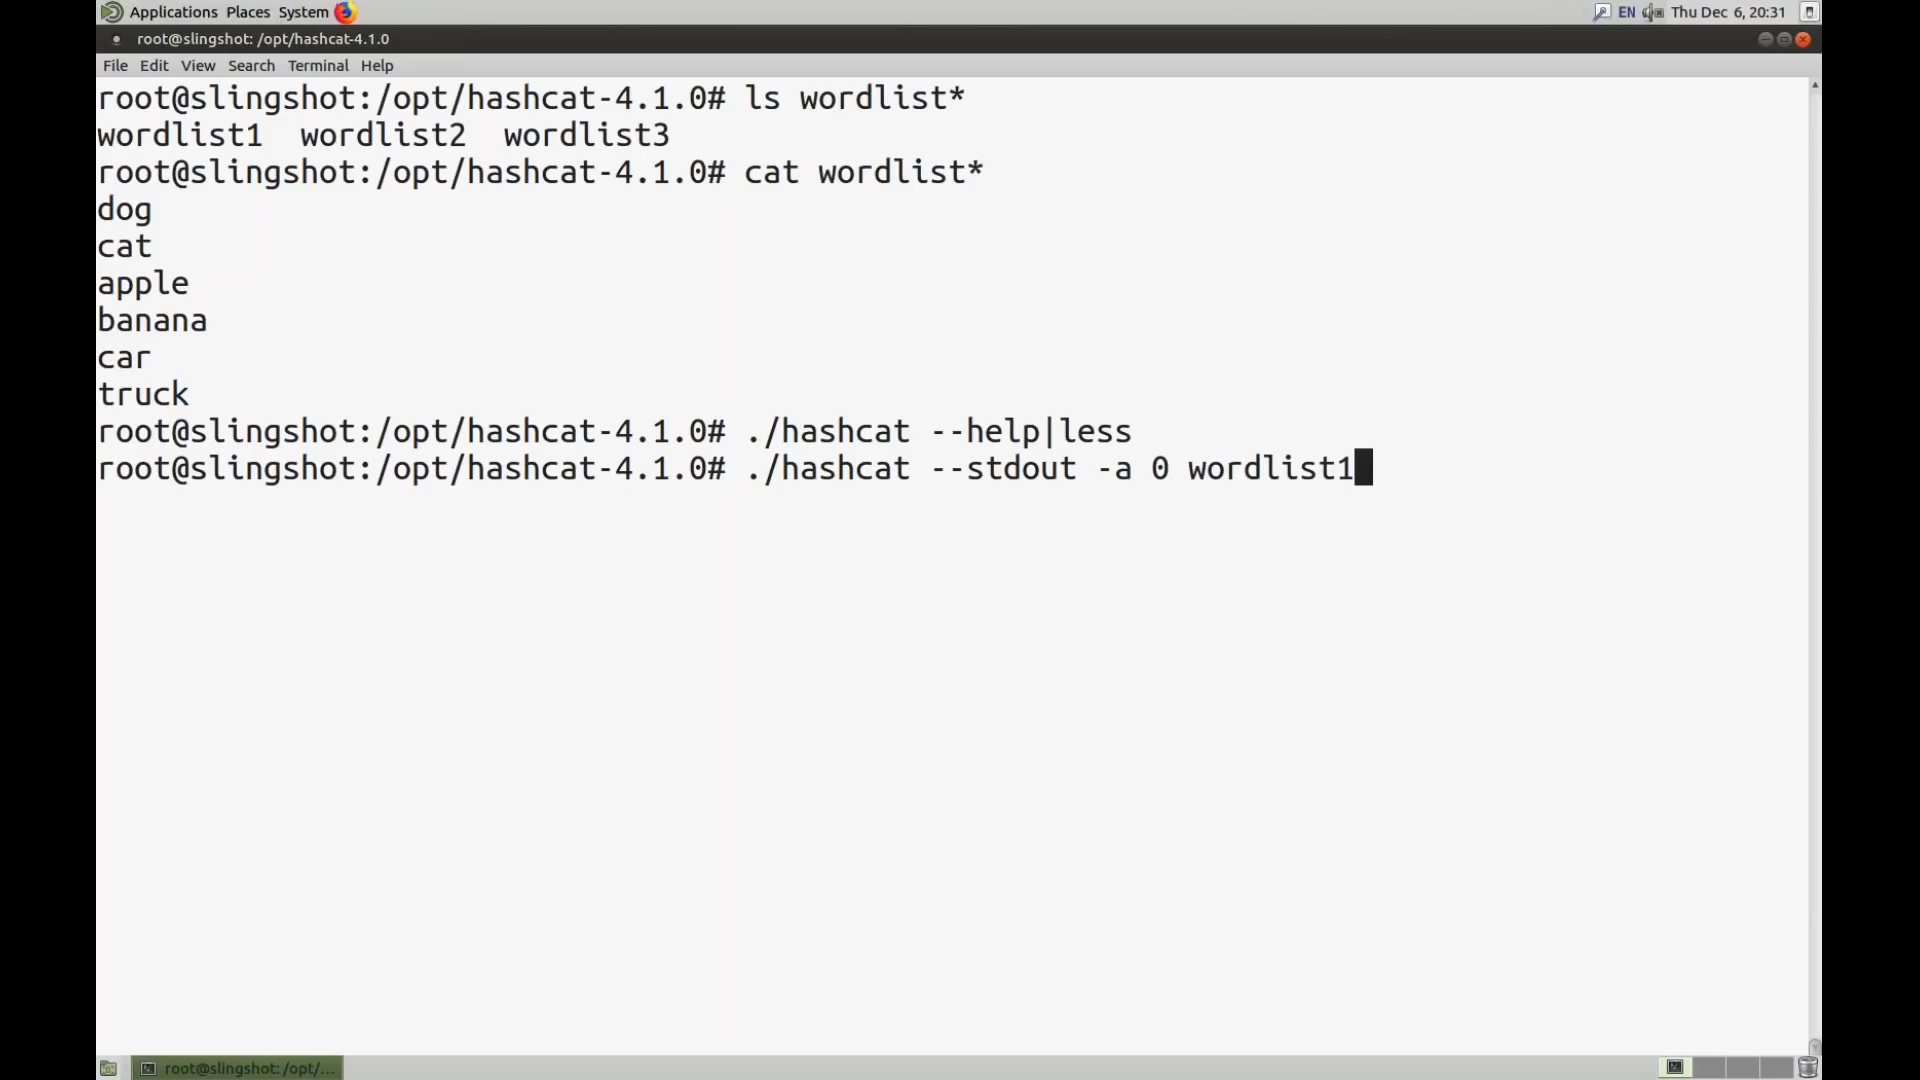 Applications Places System EN Thu Dec 6, 20:31
root@slingshot: /opt/hashcat-4.1.0
File Edit View Search Terminal Help
root@slingshot:/opt/hashcat-4.1.0# ls wordlist*
wordlist1 wordlist2 wordlist3
root@slingshot:/opt/hashcat-4.1.0# cat wordlist*
dog
cat
apple
banana
car
truck
root@slingshot:/opt/hashcat-4.1.0# ./hashcat --help|less
root@slingshot:/opt/hashcat-4.1.0# ./hashcat --stdout -a 0 wordlist1
root@slingshot: /opt/...